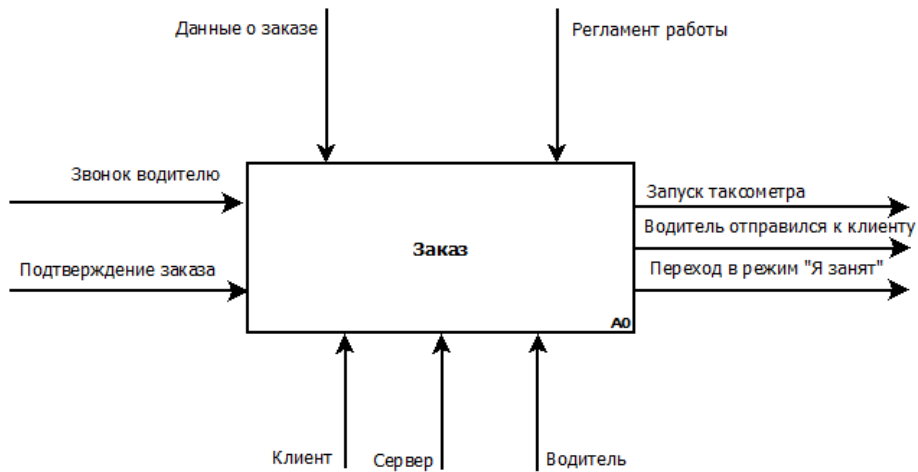 Данные о заказе
Регламент работы
Звонок водителю
Запуск таксометра
Водитель отправился к клиенту
Заказ
Подтверждение заказа
Переход в режим "Я занят"
A0
Клиент
Сервер
Водитель